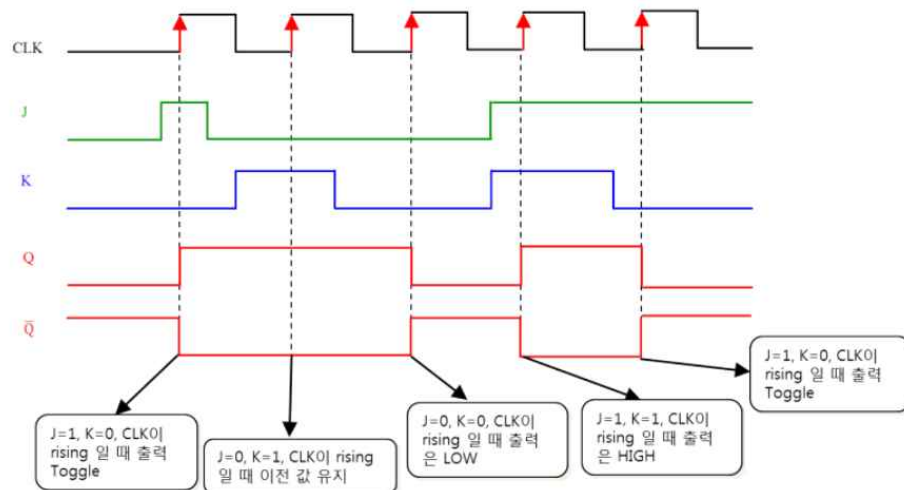 CLK
J
K
Q
Q̅
J=1, K=0, CLK이
rising 일 때 출력
Toggle
J=0, K=1, CLK이 rising
일 때 이전 값 유지
J=0, K=0, CLK이
rising 일 때 출력
은 LOW
J=1, K=1, CLK이
rising 일 때 출력
은 HIGH
J=1, K=0, CLK이
rising 일 때 출력
Toggle